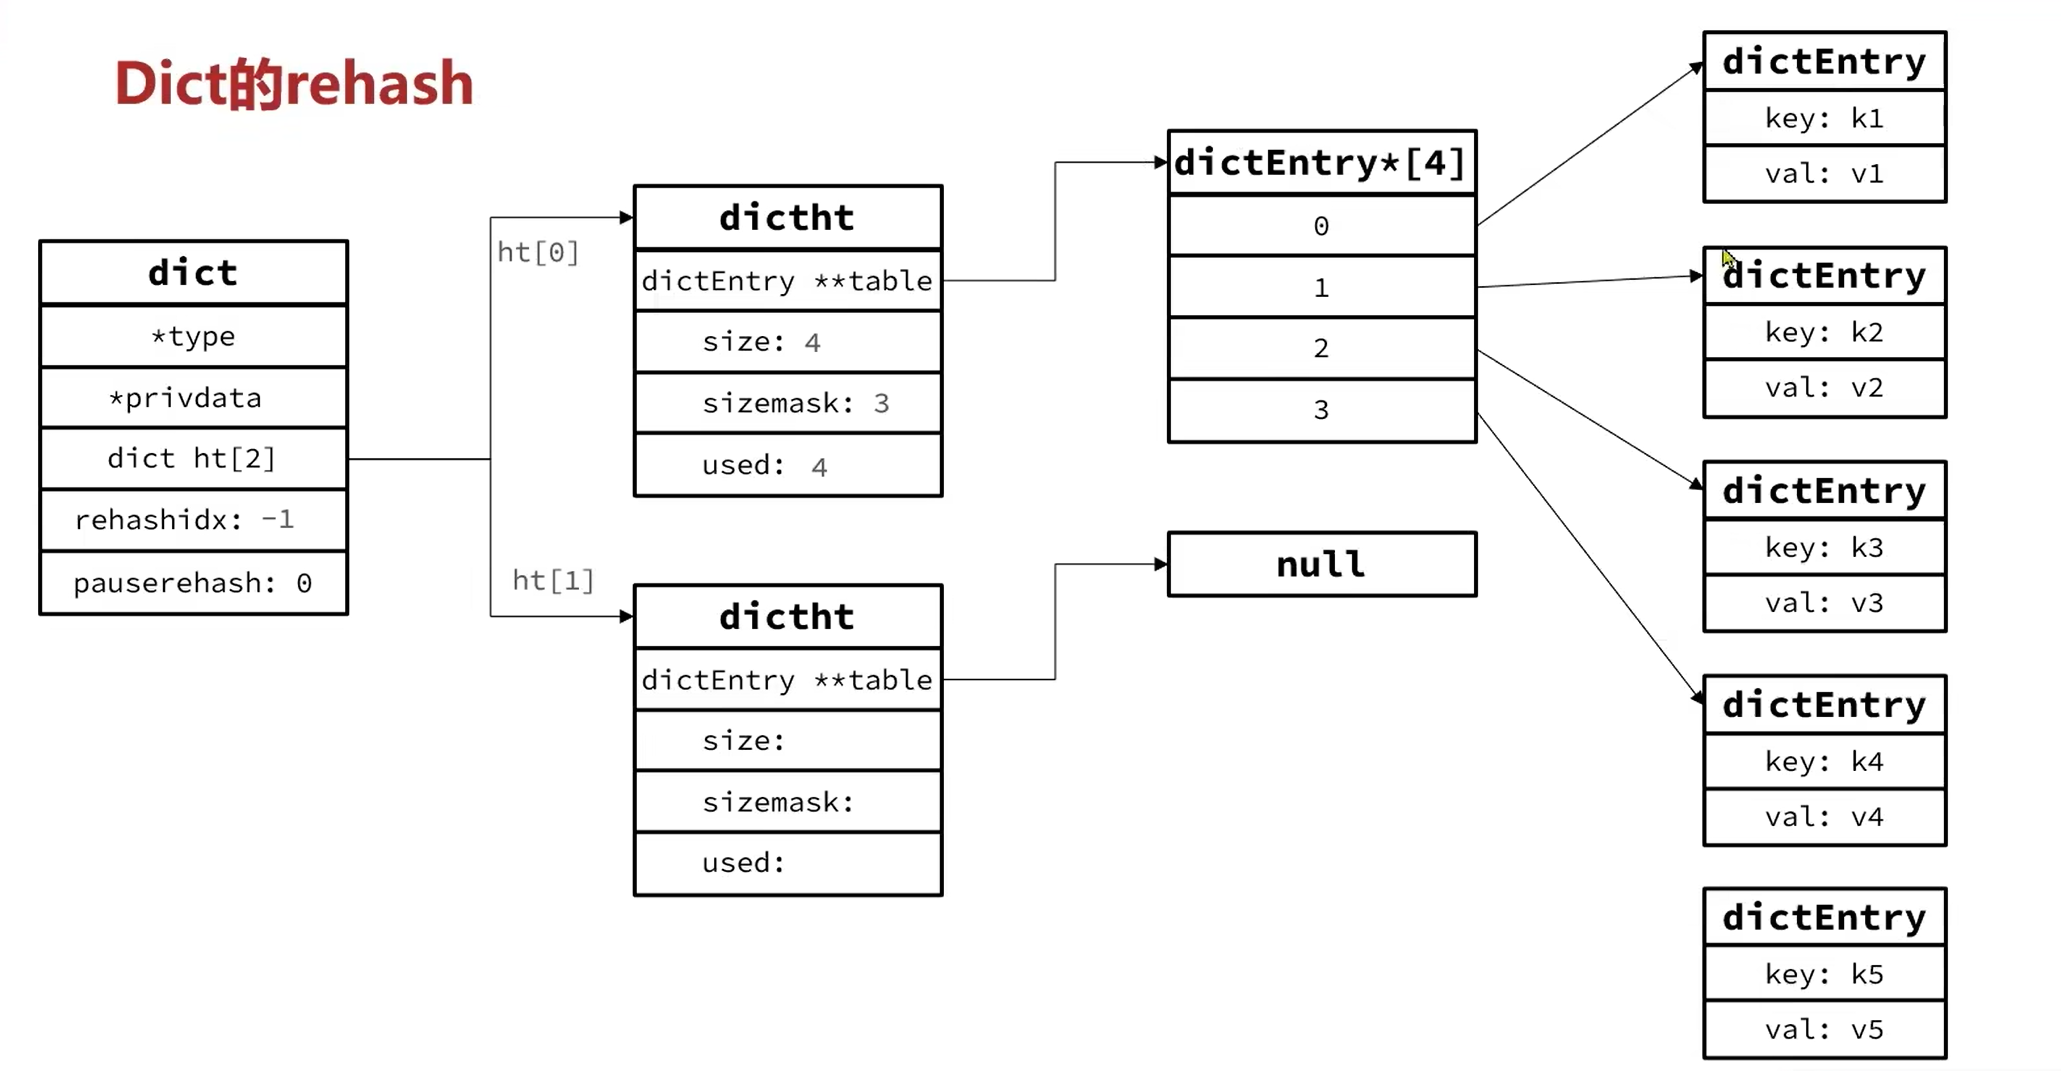 Dict的rehash
dict
*type
*privdata
dict ht[2]
rehashidx: -1
pauserehash: 0
ht[0]
dictht
dictEntry **table
size: 4
sizemask: 3
used: 4
ht[1]
dictht
dictEntry **table
size:
sizemask:
used:
dictEntry*[4]
0
1
2
3
null
dictEntry
key: k1
val: v1
dictEntry
key: k2
val: v2
dictEntry
key: k3
val: v3
dictEntry
key: k4
val: v4
dictEntry
key: k5
val: v5